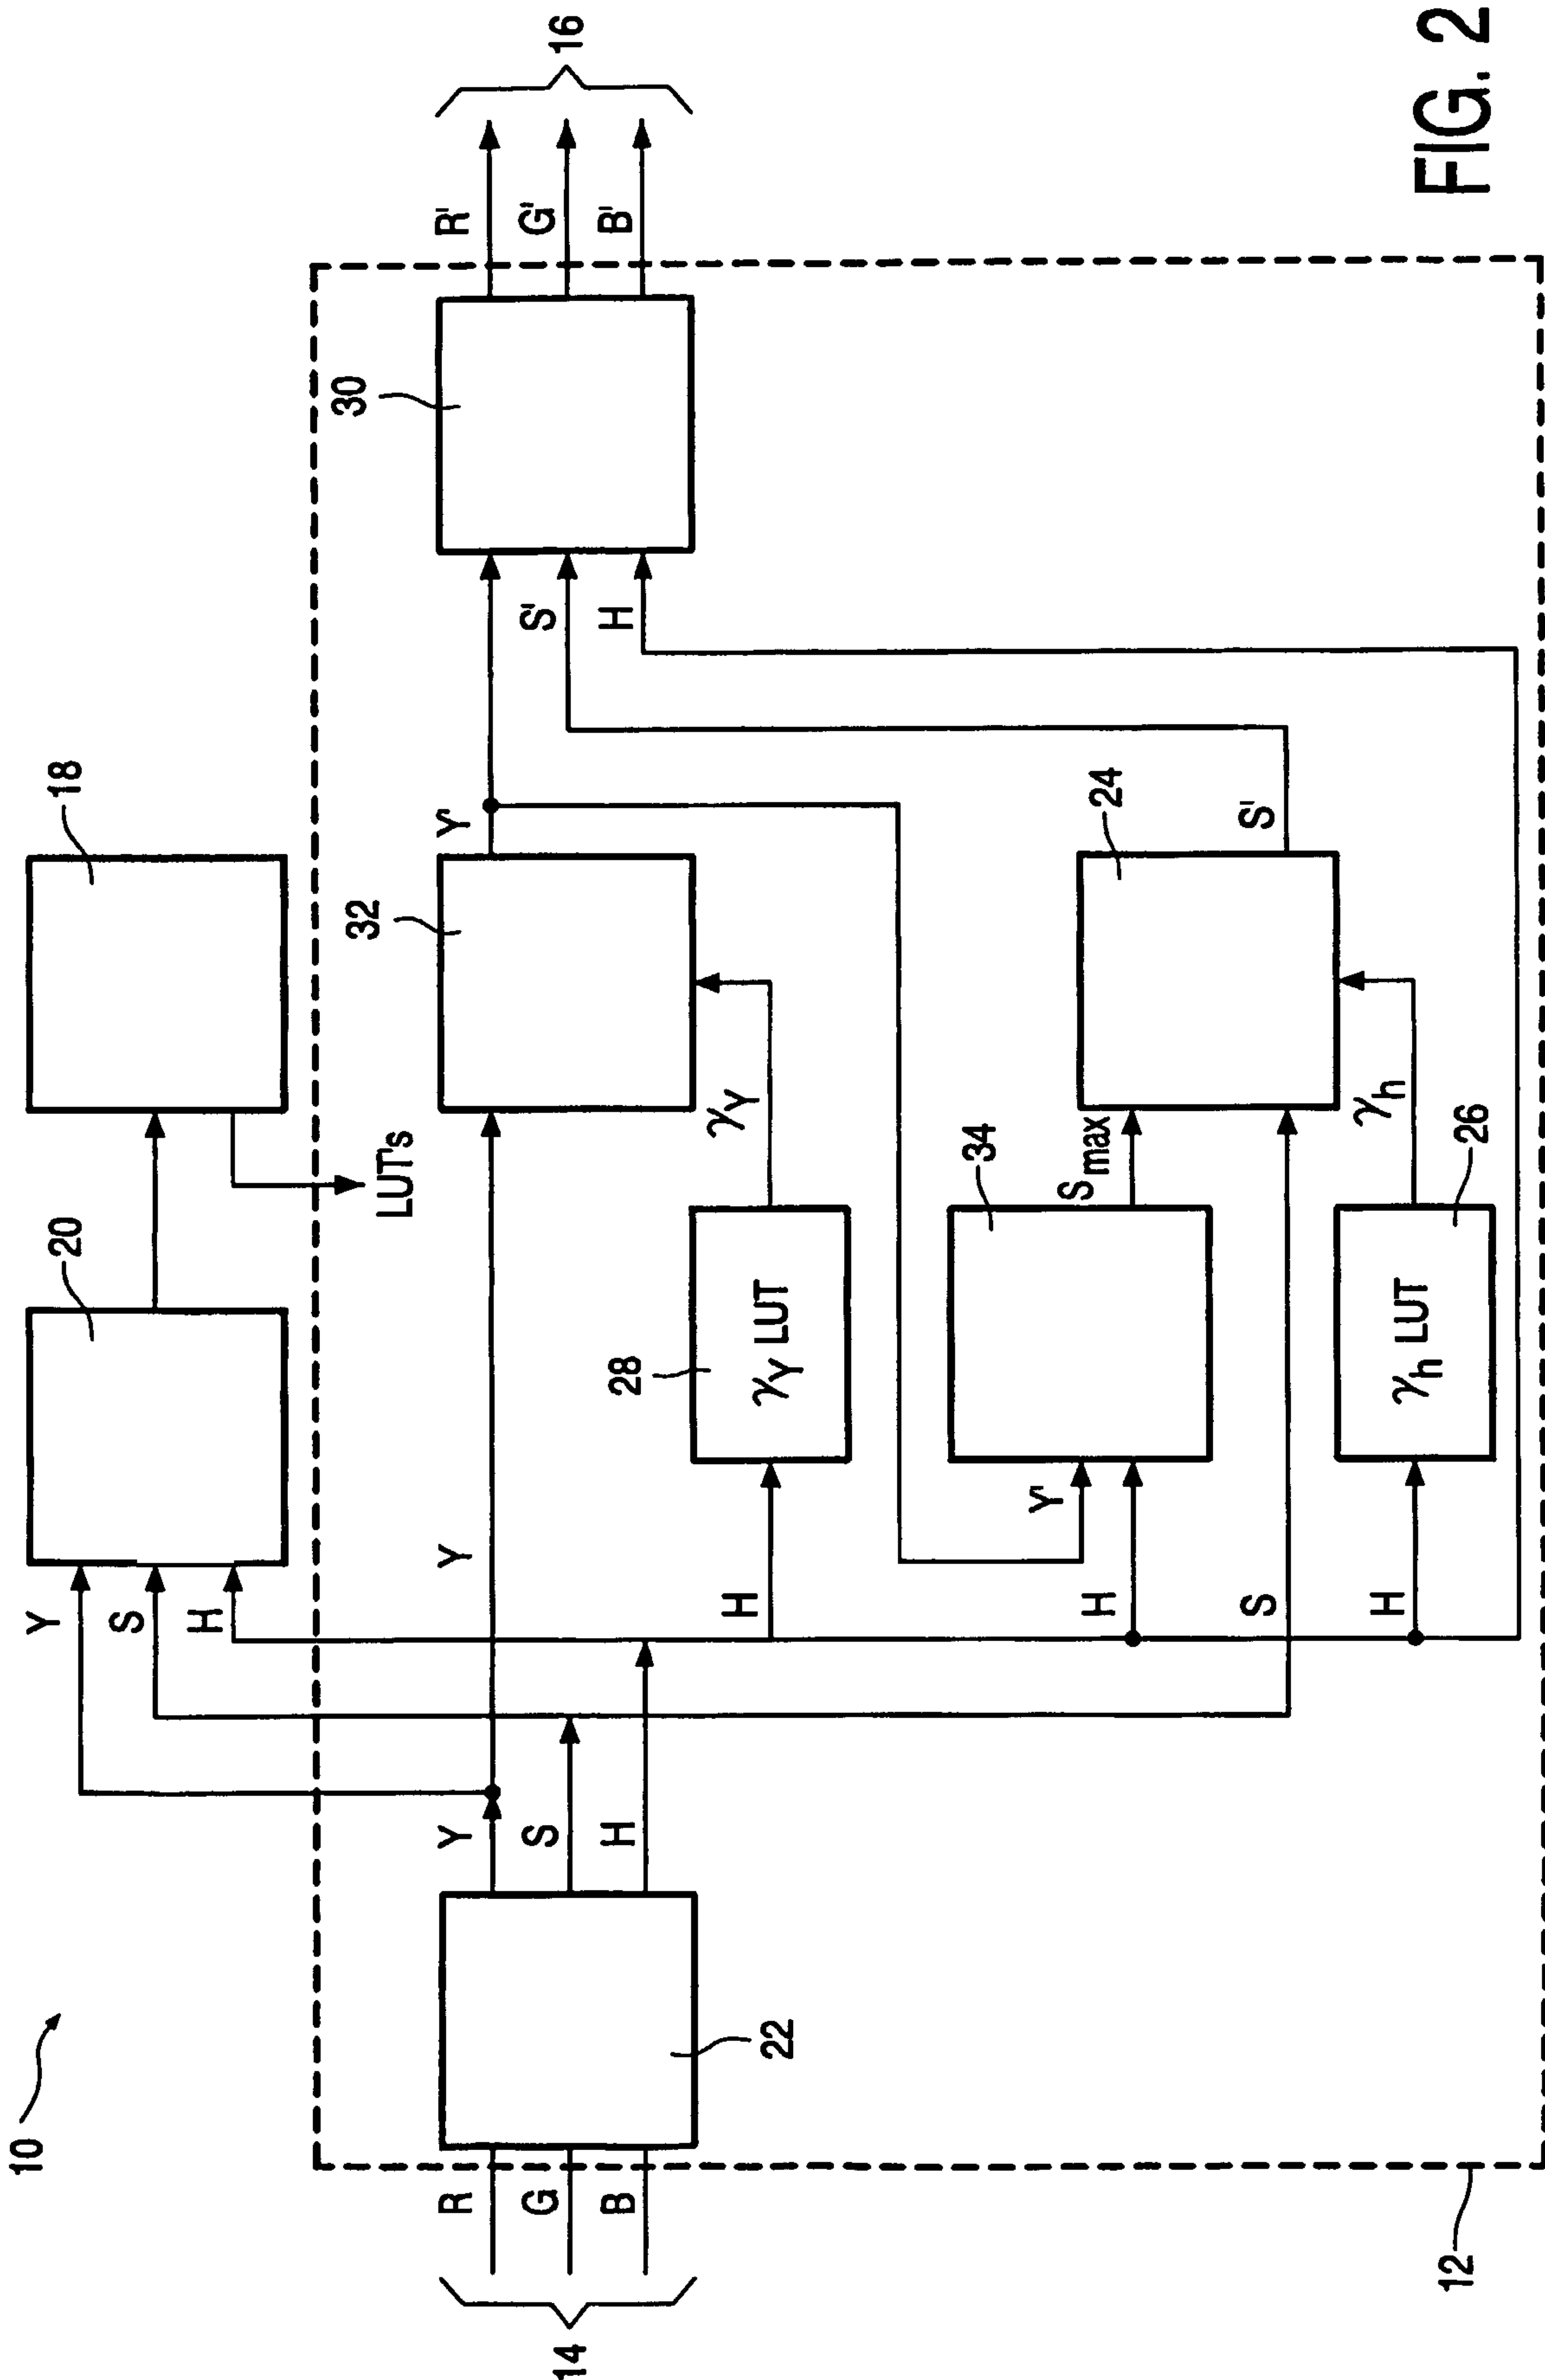 10
20
18
Y
S
H
LUT's
12
14
R
G
B
22
Y
S
H
Y
32
Y'
30
R'
G'
B'
16
S'
H
H
28
γY LUT
γY
Y'
H
34
Smax
24
S'
S
H
γh LUT
26
γh
FIG. 2